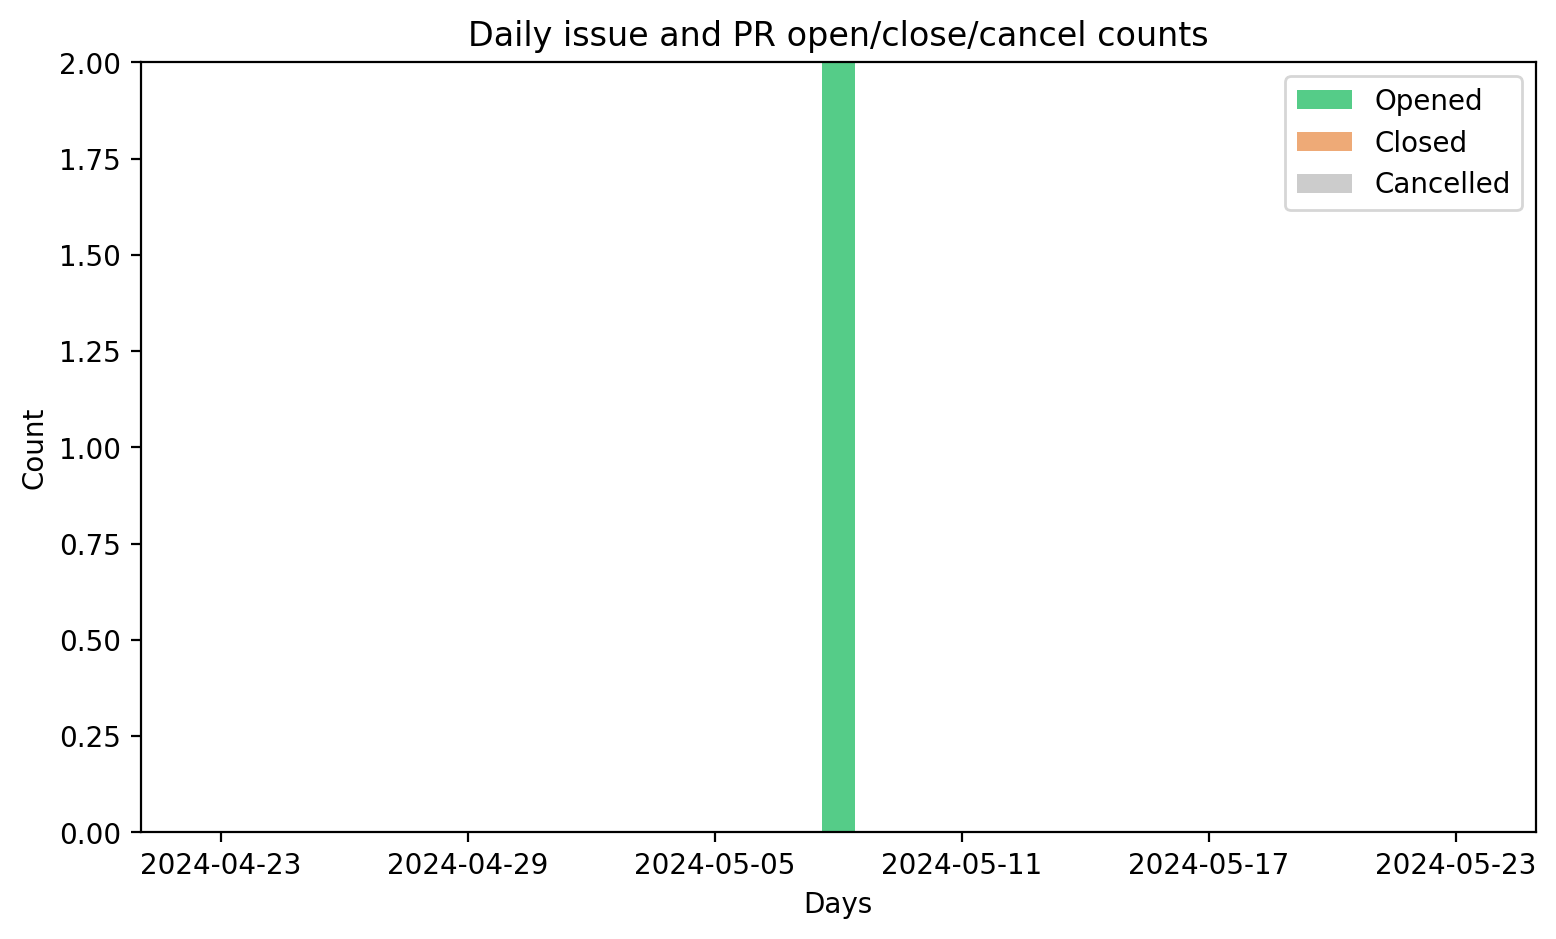 Daily issue and PR open/close/cancel counts
2.00
1.75
1.50
1.25
1.00
0.75
0.50
0.25
0.00
Count
Opened
Closed
Cancelled
2024-04-23 2024-04-29 2024-05-05 2024-05-11 2024-05-17 2024-05-23
Days